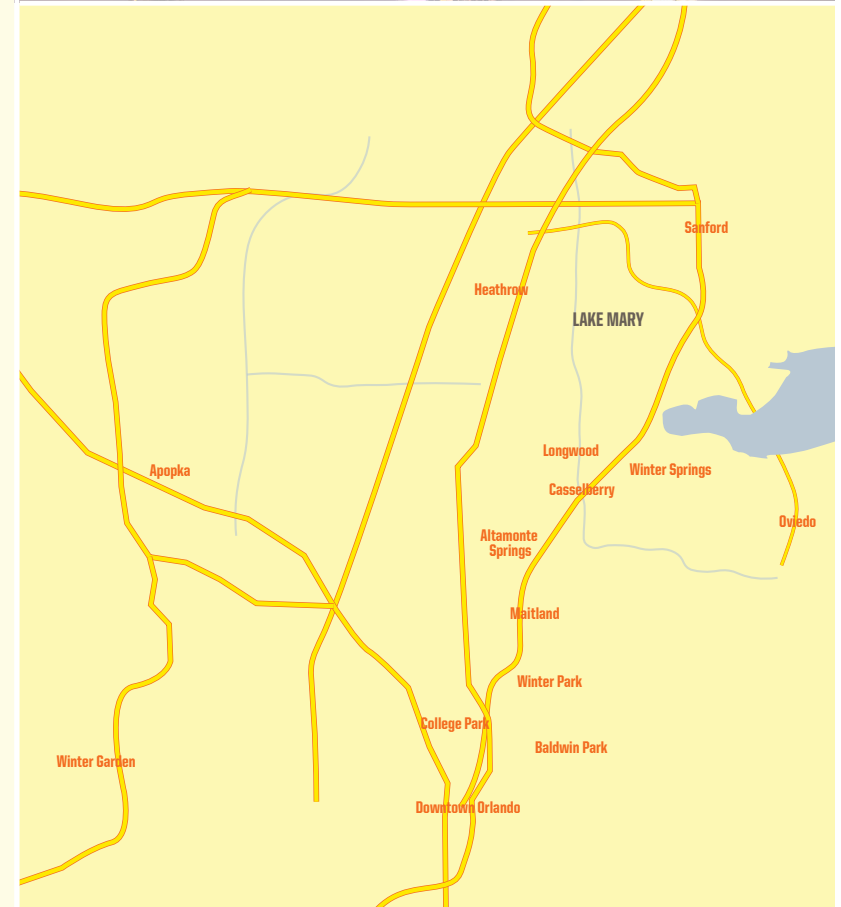 Sanford
Heathrow
LAKE MARY
Longwood
Winter Springs
Apopka
Casselberry
Oviedo
Altamonte
Springs
Maitland
Winter Park
College Park
Baldwin Park
Winter Garden
Downtown Orlando